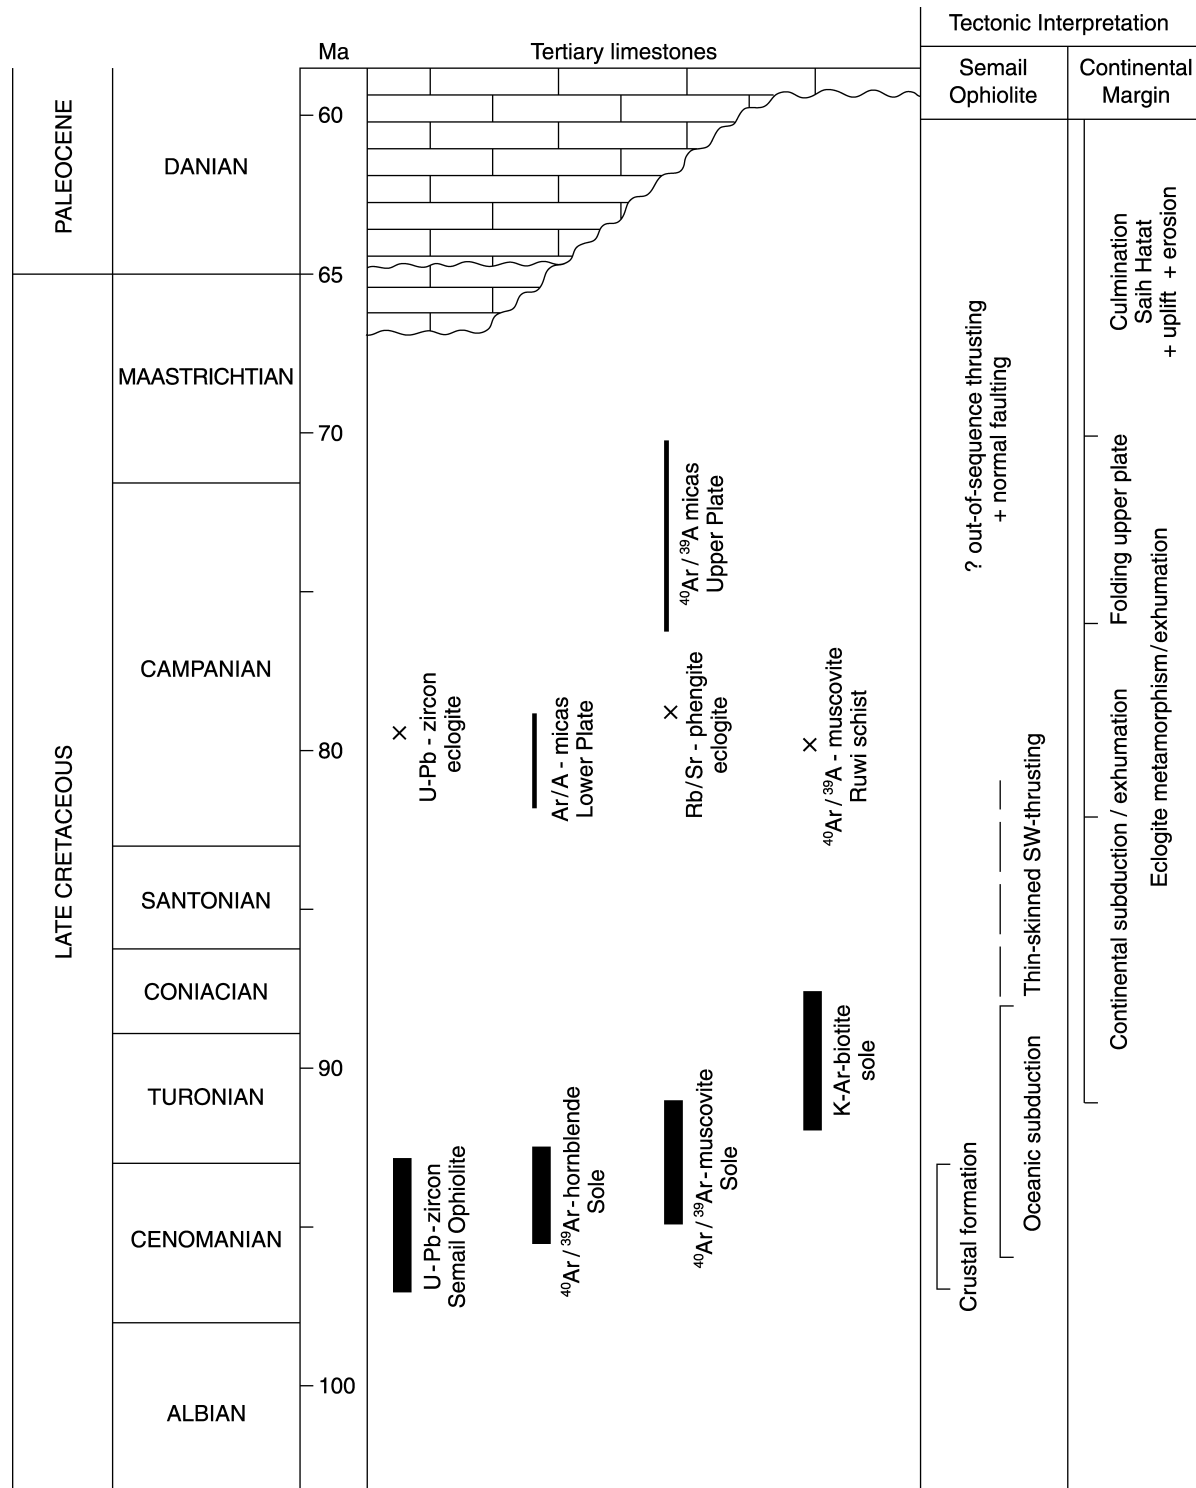 Tectonic Interpretation
Ma
Tertiary limestones
Semail
Ophiolite
Continental
Margin
PALEOCENE
LATE CRETACEOUS
DANIAN
MAASTRICHTIAN
CAMPANIAN
SANTONIAN
CONIACIAN
TURONIAN
CENOMANIAN
ALBIAN
60
65
70
80
90
100
⁴⁰Ar/³⁹A micas
Upper Plate
× U-Pb - zircon
eclogite
Ar/A - micas
Lower Plate
× Rb/Sr - phengite
eclogite
× ⁴⁰Ar/³⁹A - muscovite
Ruwi schist
U-Pb-zircon
Semail Ophiolite
⁴⁰Ar/³⁹Ar-hornblende
Sole
⁴⁰Ar/³⁹Ar-muscovite
Sole
K-Ar-biotite
sole
? out-of-sequence thrusting
+ normal faulting
Thin-skinned SW-thrusting
Oceanic subduction
Crustal formation
Culmination
Saih Hatat
+ uplift + erosion
Folding upper plate
Continental subduction / exhumation
Eclogite metamorphism/exhumation